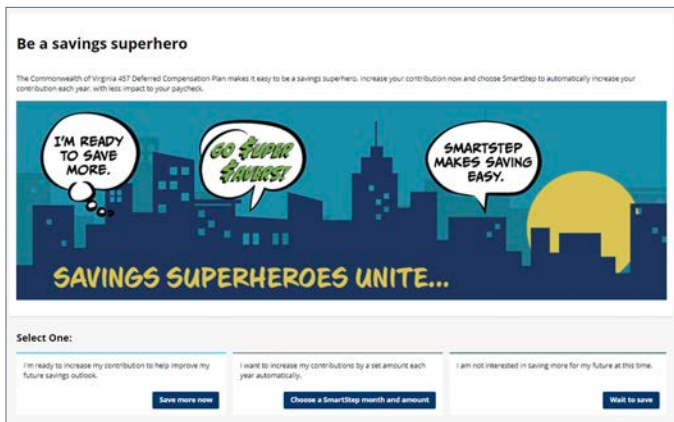 Be a savings superhero
The Commonwealth of Virginia 457 Deferred Compensation Plan makes it easy to be a savings superhero. Increase your contribution now and choose SmartStep to automatically increase your
contribution each year, with less impact to your paycheck.
I'M READY
TO SAVE
MORE.
GO $UPER
$AVERS!
SMARTSTEP
MAKES SAVING
EASY.
SAVINGS SUPERHEROES UNITE...
Select One:
I'm ready to increase my contribution to help improve my
future savings outlook.
Save more now
I want to increase my contributions by a set amount each
year automatically.
Choose a SmartStep month and amount
I am not interested in saving more for my future at this time.
Wait to save